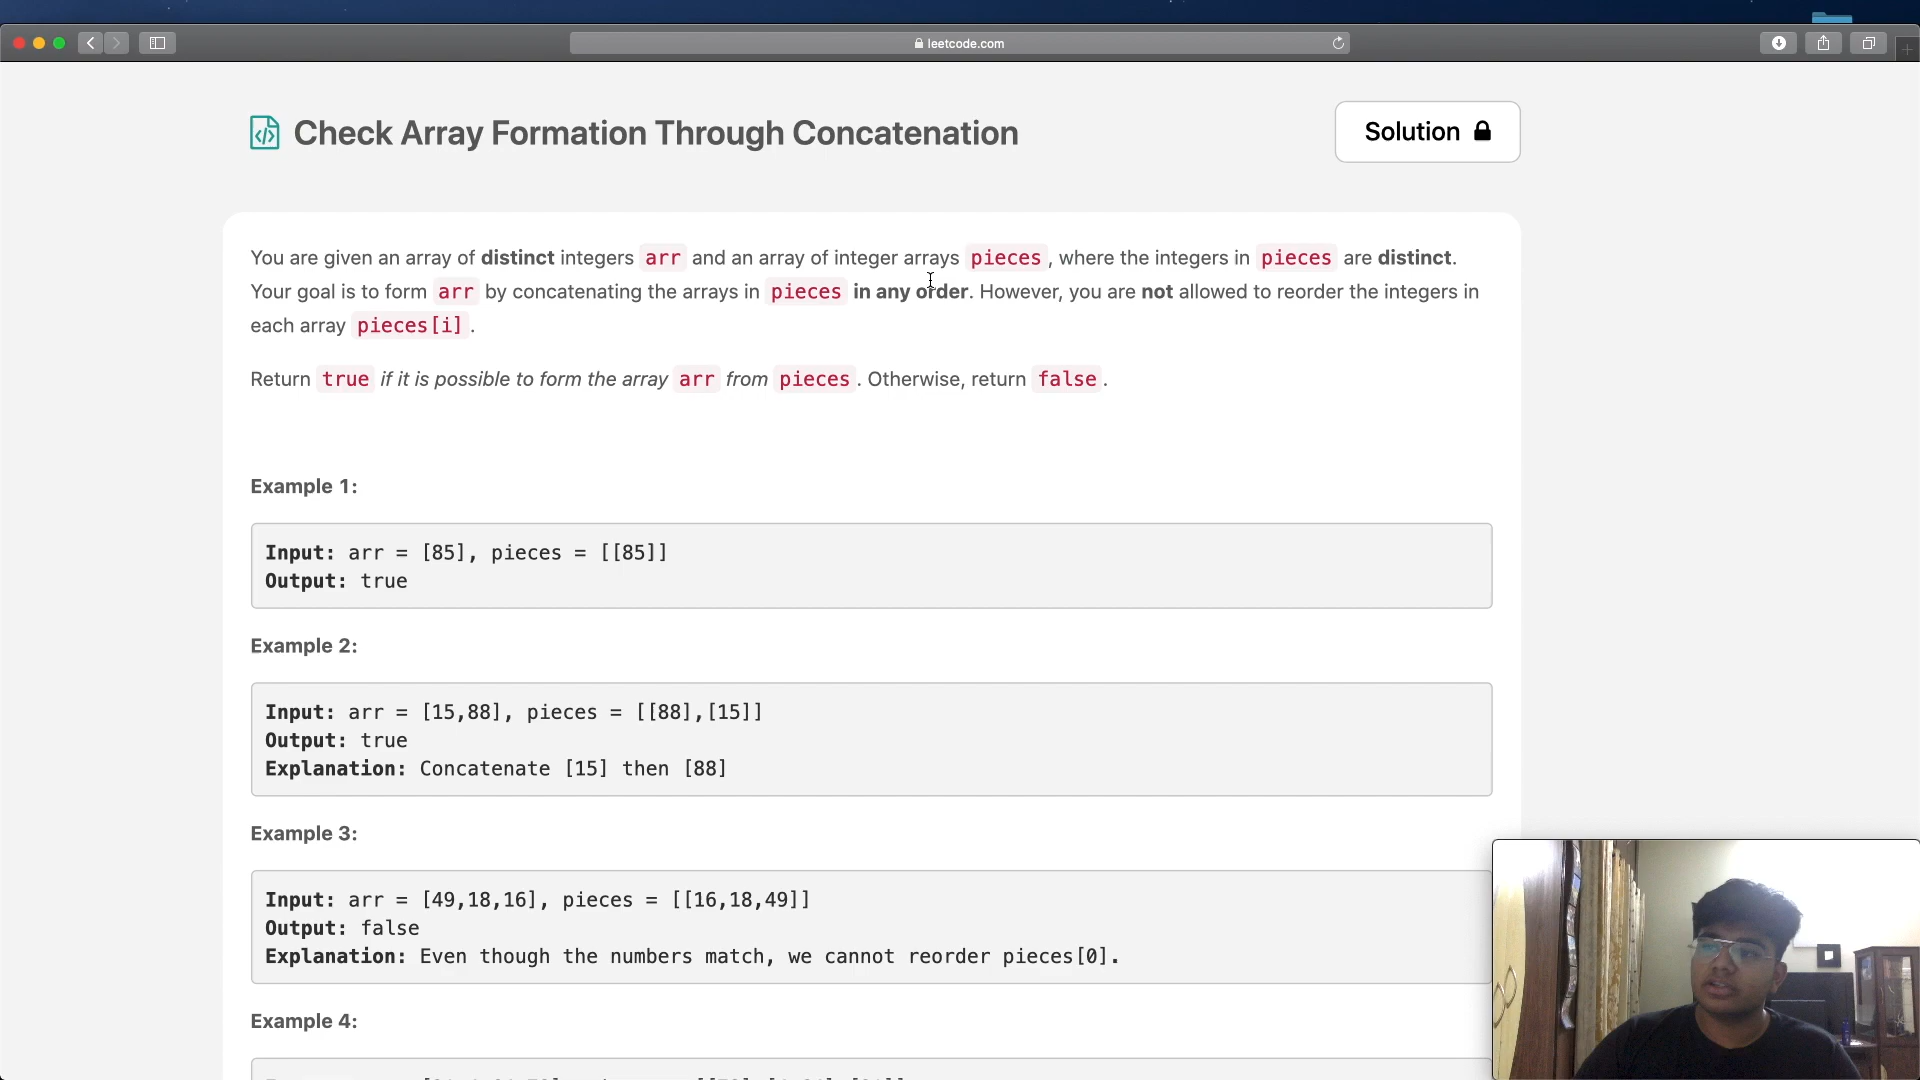 leetcode.com
Check Array Formation Through Concatenation
Solution
You are given an array of distinct integers arr and an array of integer arrays pieces, where the integers in pieces are distinct.
Your goal is to form arr by concatenating the arrays in pieces in any order. However, you are not allowed to reorder the integers in
each array pieces[i].
Return true if it is possible to form the array arr from pieces. Otherwise, return false.
Example 1:
Input: arr = [85], pieces = [[85]]
Output: true
Example 2:
Input: arr = [15,88], pieces = [[88],[15]]
Output: true
Explanation: Concatenate [15] then [88]
Example 3:
Input: arr = [49,18,16], pieces = [[16,18,49]]
Output: false
Explanation: Even though the numbers match, we cannot reorder pieces[0].
Example 4: